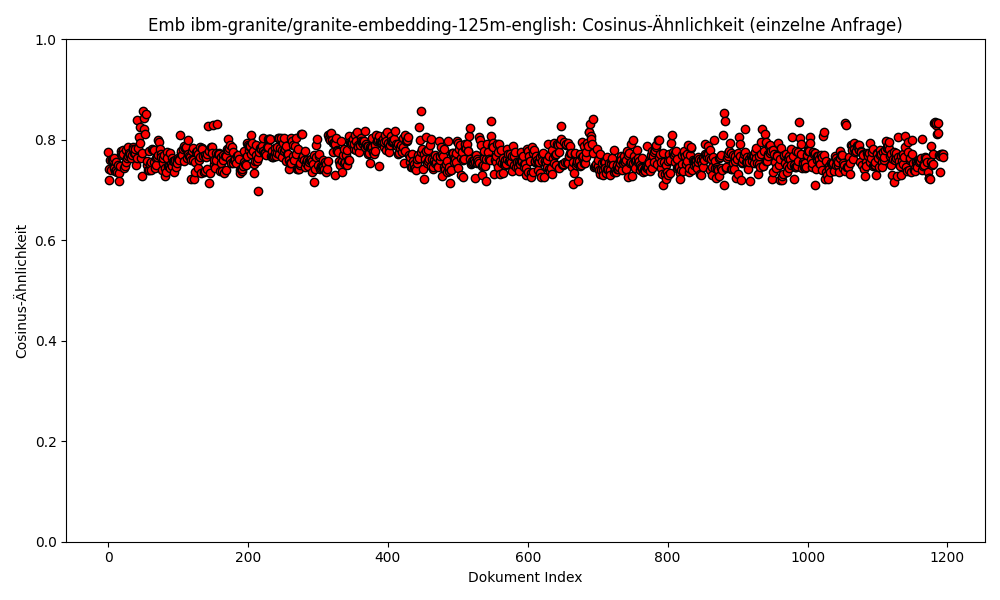 Emb ibm-granite/granite-embedding-125m-english: Cosinus-Ähnlichkeit (einzelne Anfrage)
1.0
0.8
0.6
0.4
0.2
0.0
Cosinus-Ähnlichkeit
0 200 400 600 800 1000 1200
Dokument Index